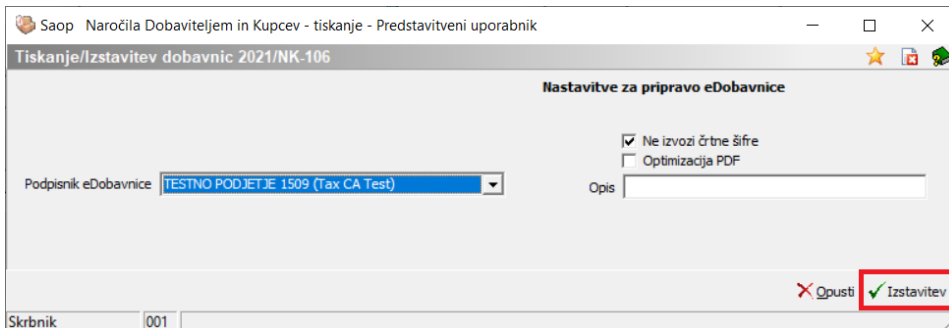 Saop Naročila Dobaviteljem in Kupcev - tiskanje - Predstavitveni uporabnik
Tiskanje/Izstavitev dobavnic 2021/NK-106
Nastavitve za pripravo eDobavnice
Ne izvozi črtne šifre
Optimizacija PDF
Podpisnik eDobavnice TESTNO PODJETJE 1509 (Tax CA Test)
Opis
Opusti Izstavitev
Skrbnik 001